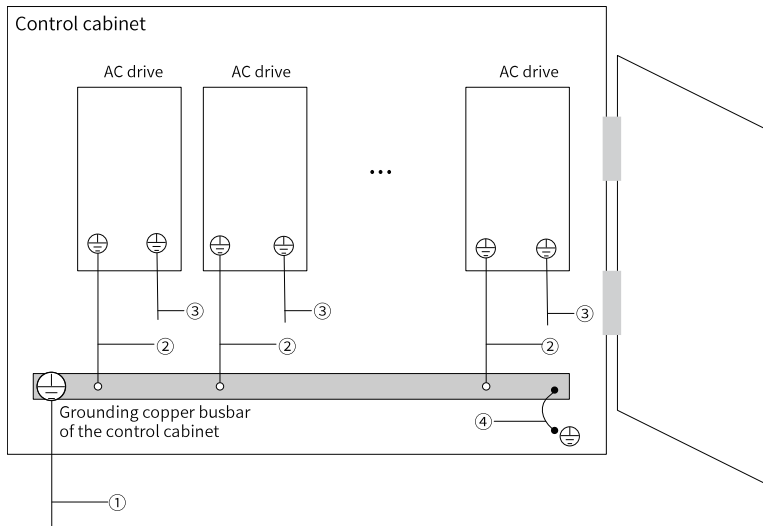 Control cabinet
AC drive
AC drive
AC drive
...
③
③
③
②
②
②
Grounding copper busbar
of the control cabinet
④
①